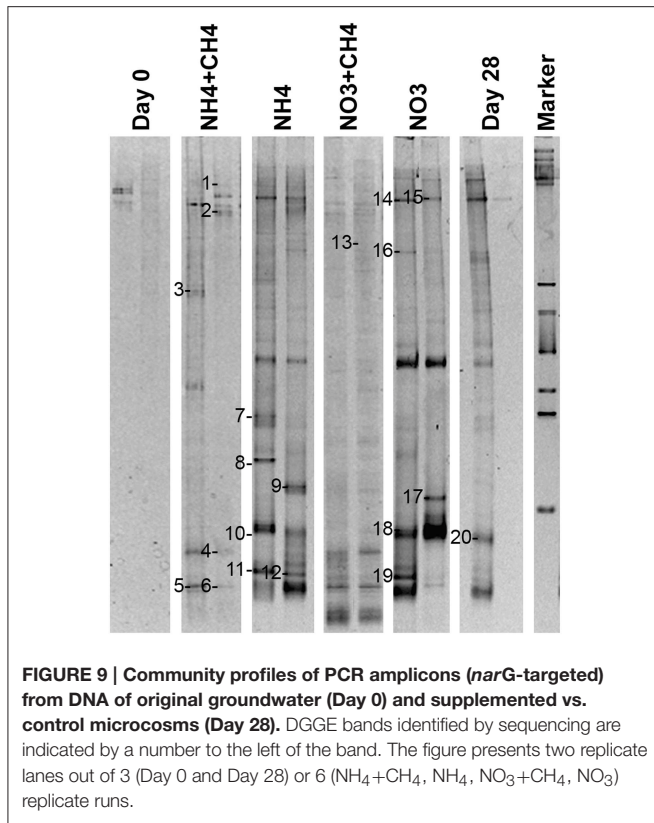 Day 0
NH4+CH4
NH4
NO3+CH4
NO3
Day 28
Marker
1-
2-
3-
4-
5-
6-
7-
8-
9-
10-
11-
12-
13-
14-
15-
16-
17-
18-
19-
20-
FIGURE 9 | Community profiles of PCR amplicons (narG-targeted)
from DNA of original groundwater (Day 0) and supplemented vs.
control microcosms (Day 28). DGGE bands identified by sequencing are
indicated by a number to the left of the band. The figure presents two replicate
lanes out of 3 (Day 0 and Day 28) or 6 (NH₄+CH₄, NH₄, NO₃+CH₄, NO₃)
replicate runs.